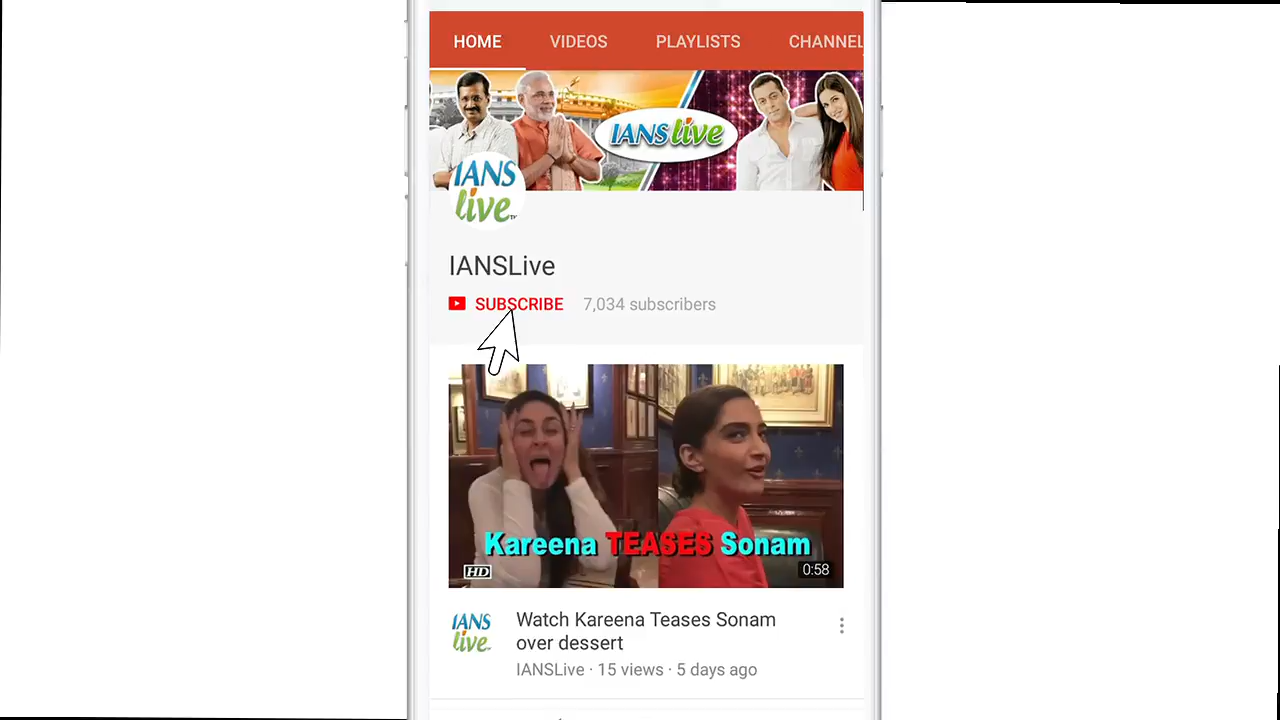 HOME VIDEOS PLAYLISTS CHANNEL
IANS live
IANS
live
TM
IANSLive
SUBSCRIBE 7,034 subscribers
Kareena TEASES Sonam
HD 0:58
IANS
live
Watch Kareena Teases Sonam
over dessert
IANSLive · 15 views · 5 days ago